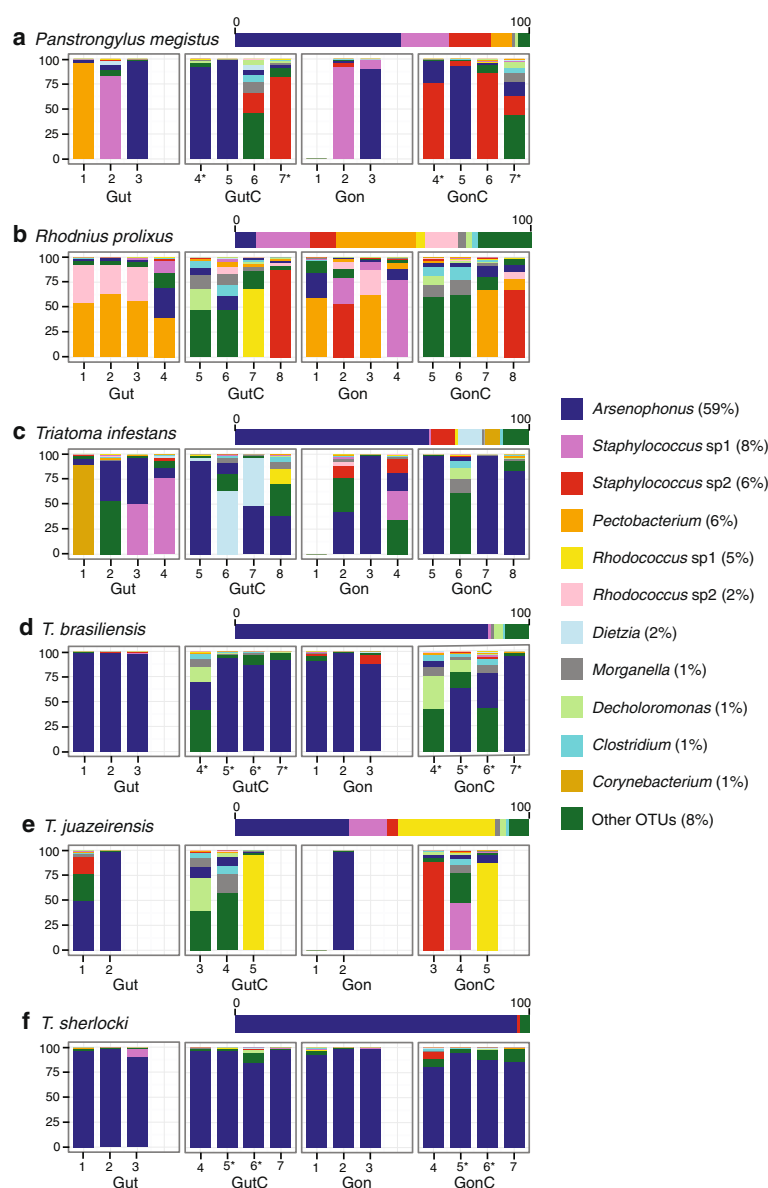 0 100
a Panstrongylus megistus
100
75
50
25
0
1 2 3 4* 5 6 7* 1 2 3 4* 5 6 7*
Gut GutC Gon GonC
0 100
b Rhodnius prolixus
100
75
50
25
0
1 2 3 4 5 6 7 8 1 2 3 4 5 6 7 8
Gut GutC Gon GonC
0 100
c Triatoma infestans
100
75
50
25
0
1 2 3 4 5 6 7 8 1 2 3 4 5 6 7 8
Gut GutC Gon GonC
0 100
d T. brasiliensis
100
75
50
25
0
1 2 3 4* 5* 6* 7* 1 2 3 4* 5* 6* 7*
Gut GutC Gon GonC
0 100
e T. juazeirensis
100
75
50
25
0
1 2 3 4 5 1 2 3 4 5
Gut GutC Gon GonC
0 100
f T. sherlocki
100
75
50
25
0
1 2 3 4 5* 6* 7 1 2 3 4 5* 6* 7
Gut GutC Gon GonC
Arsenophonus (59%)
Staphylococcus sp1 (8%)
Staphylococcus sp2 (6%)
Pectobacterium (6%)
Rhodococcus sp1 (5%)
Rhodococcus sp2 (2%)
Dietzia (2%)
Morganella (1%)
Decholoromonas (1%)
Clostridium (1%)
Corynebacterium (1%)
Other OTUs (8%)